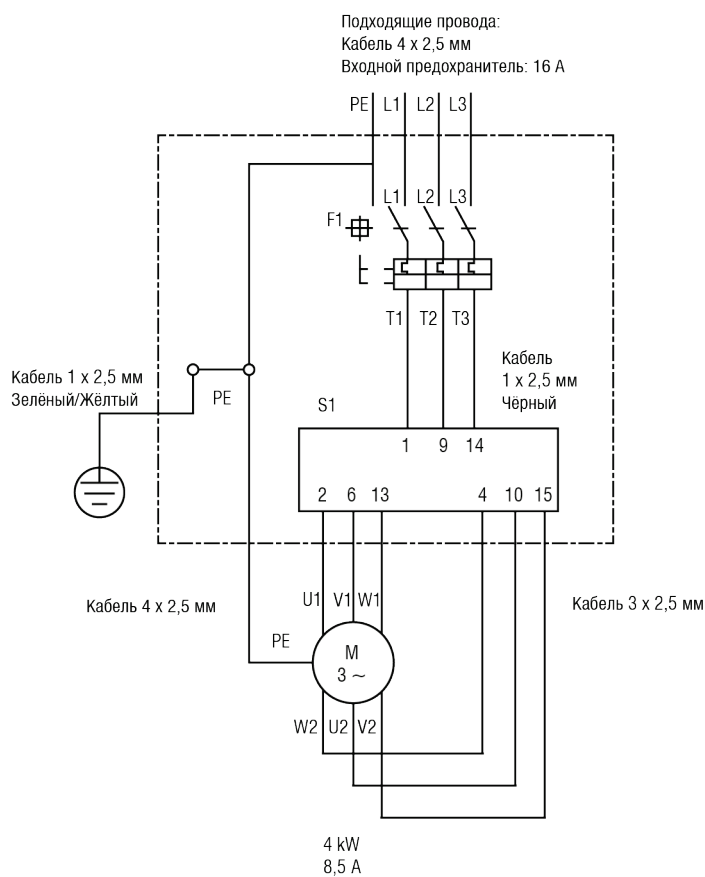 Подходящие провода:
Кабель 4 х 2,5 мм
Входной предохранитель: 16 А
PE L1 L2 L3
L1 L2 L3
F1
T1 T2 T3
Кабель
1 х 2,5 мм
Чёрный
Кабель 1 х 2,5 мм
Зелёный/Жёлтый
PE
S1
1 9 14
2 6 13 4 10 15
U1 V1 W1
Кабель 4 х 2,5 мм
Кабель 3 х 2,5 мм
PE
M
3 ~
W2 U2 V2
4 kW
8,5 A